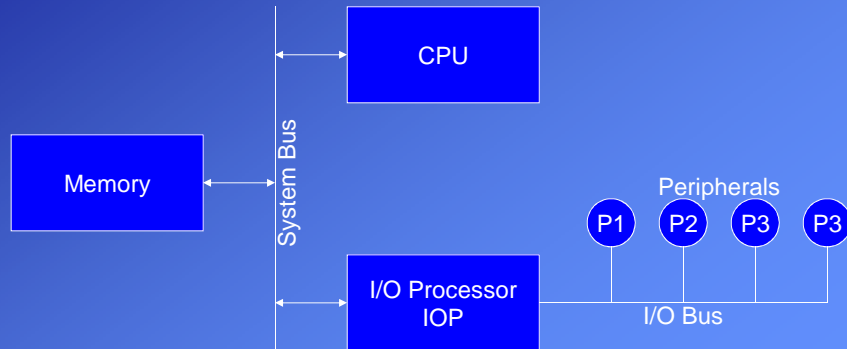 CPU
System Bus
Memory
Peripherals
P1 P2 P3 P3
I/O Processor
IOP
I/O Bus